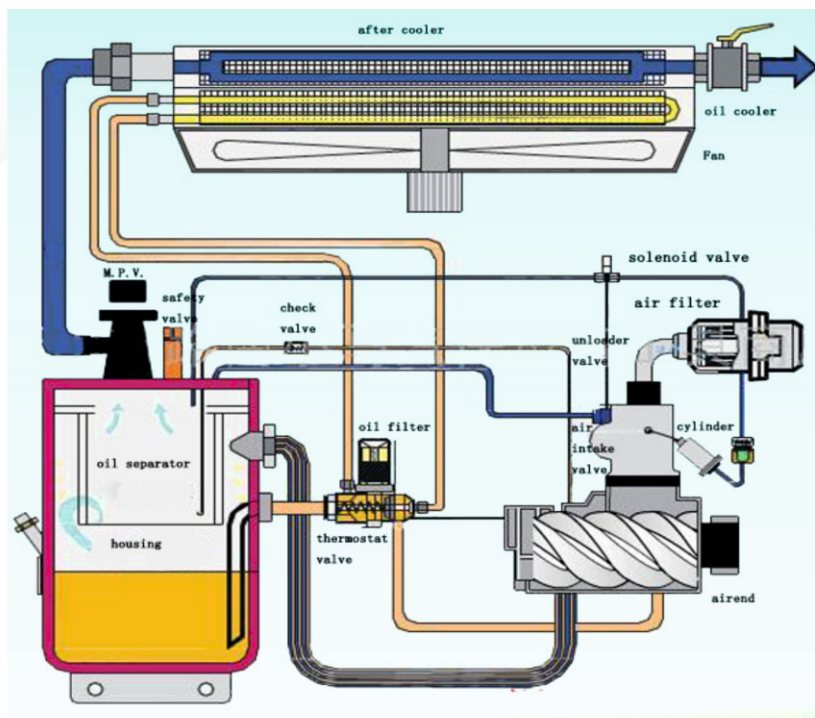 after cooler
oil cooler
Fan
M.P.V.
safety
valve
check
valve
solenoid valve
air filter
unloader
valve
oil filter
air
intake
valve
cylinder
oil separator
housing
thermostat
valve
airend